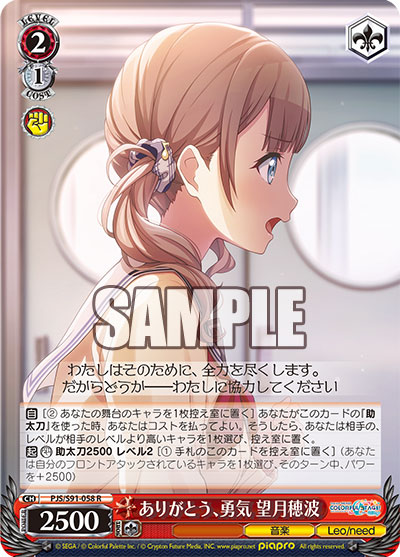 LEVEL
2
1
COST
SAMPLE
わたしはそのために、全力を尽くします。
だからどうか――わたしに協力してください
自 [②あなたの舞台のキャラを1枚控え室に置く] あなたがこのカードの『助
太刀』を使った時、あなたはコストを払ってよい。そうしたら、あなたは相手の、
レベルが相手のレベルより高いキャラを1枚選び、控え室に置く。
起 助太刀2500 レベル2 [① 手札のこのカードを控え室に置く] (あなた
は自分のフロントアタックされているキャラを1枚選び、そのターン中、パワー
を+2500)
CH PJS/S91-058 R
POWER 2500
ありがとう、勇気 望月穂波
COLORFUL STAGE!
音楽
Leo/need
© SEGA / © Colorful Palette Inc. / © Crypton Future Media, INC. www.piapro.net piapro All rights reserved.